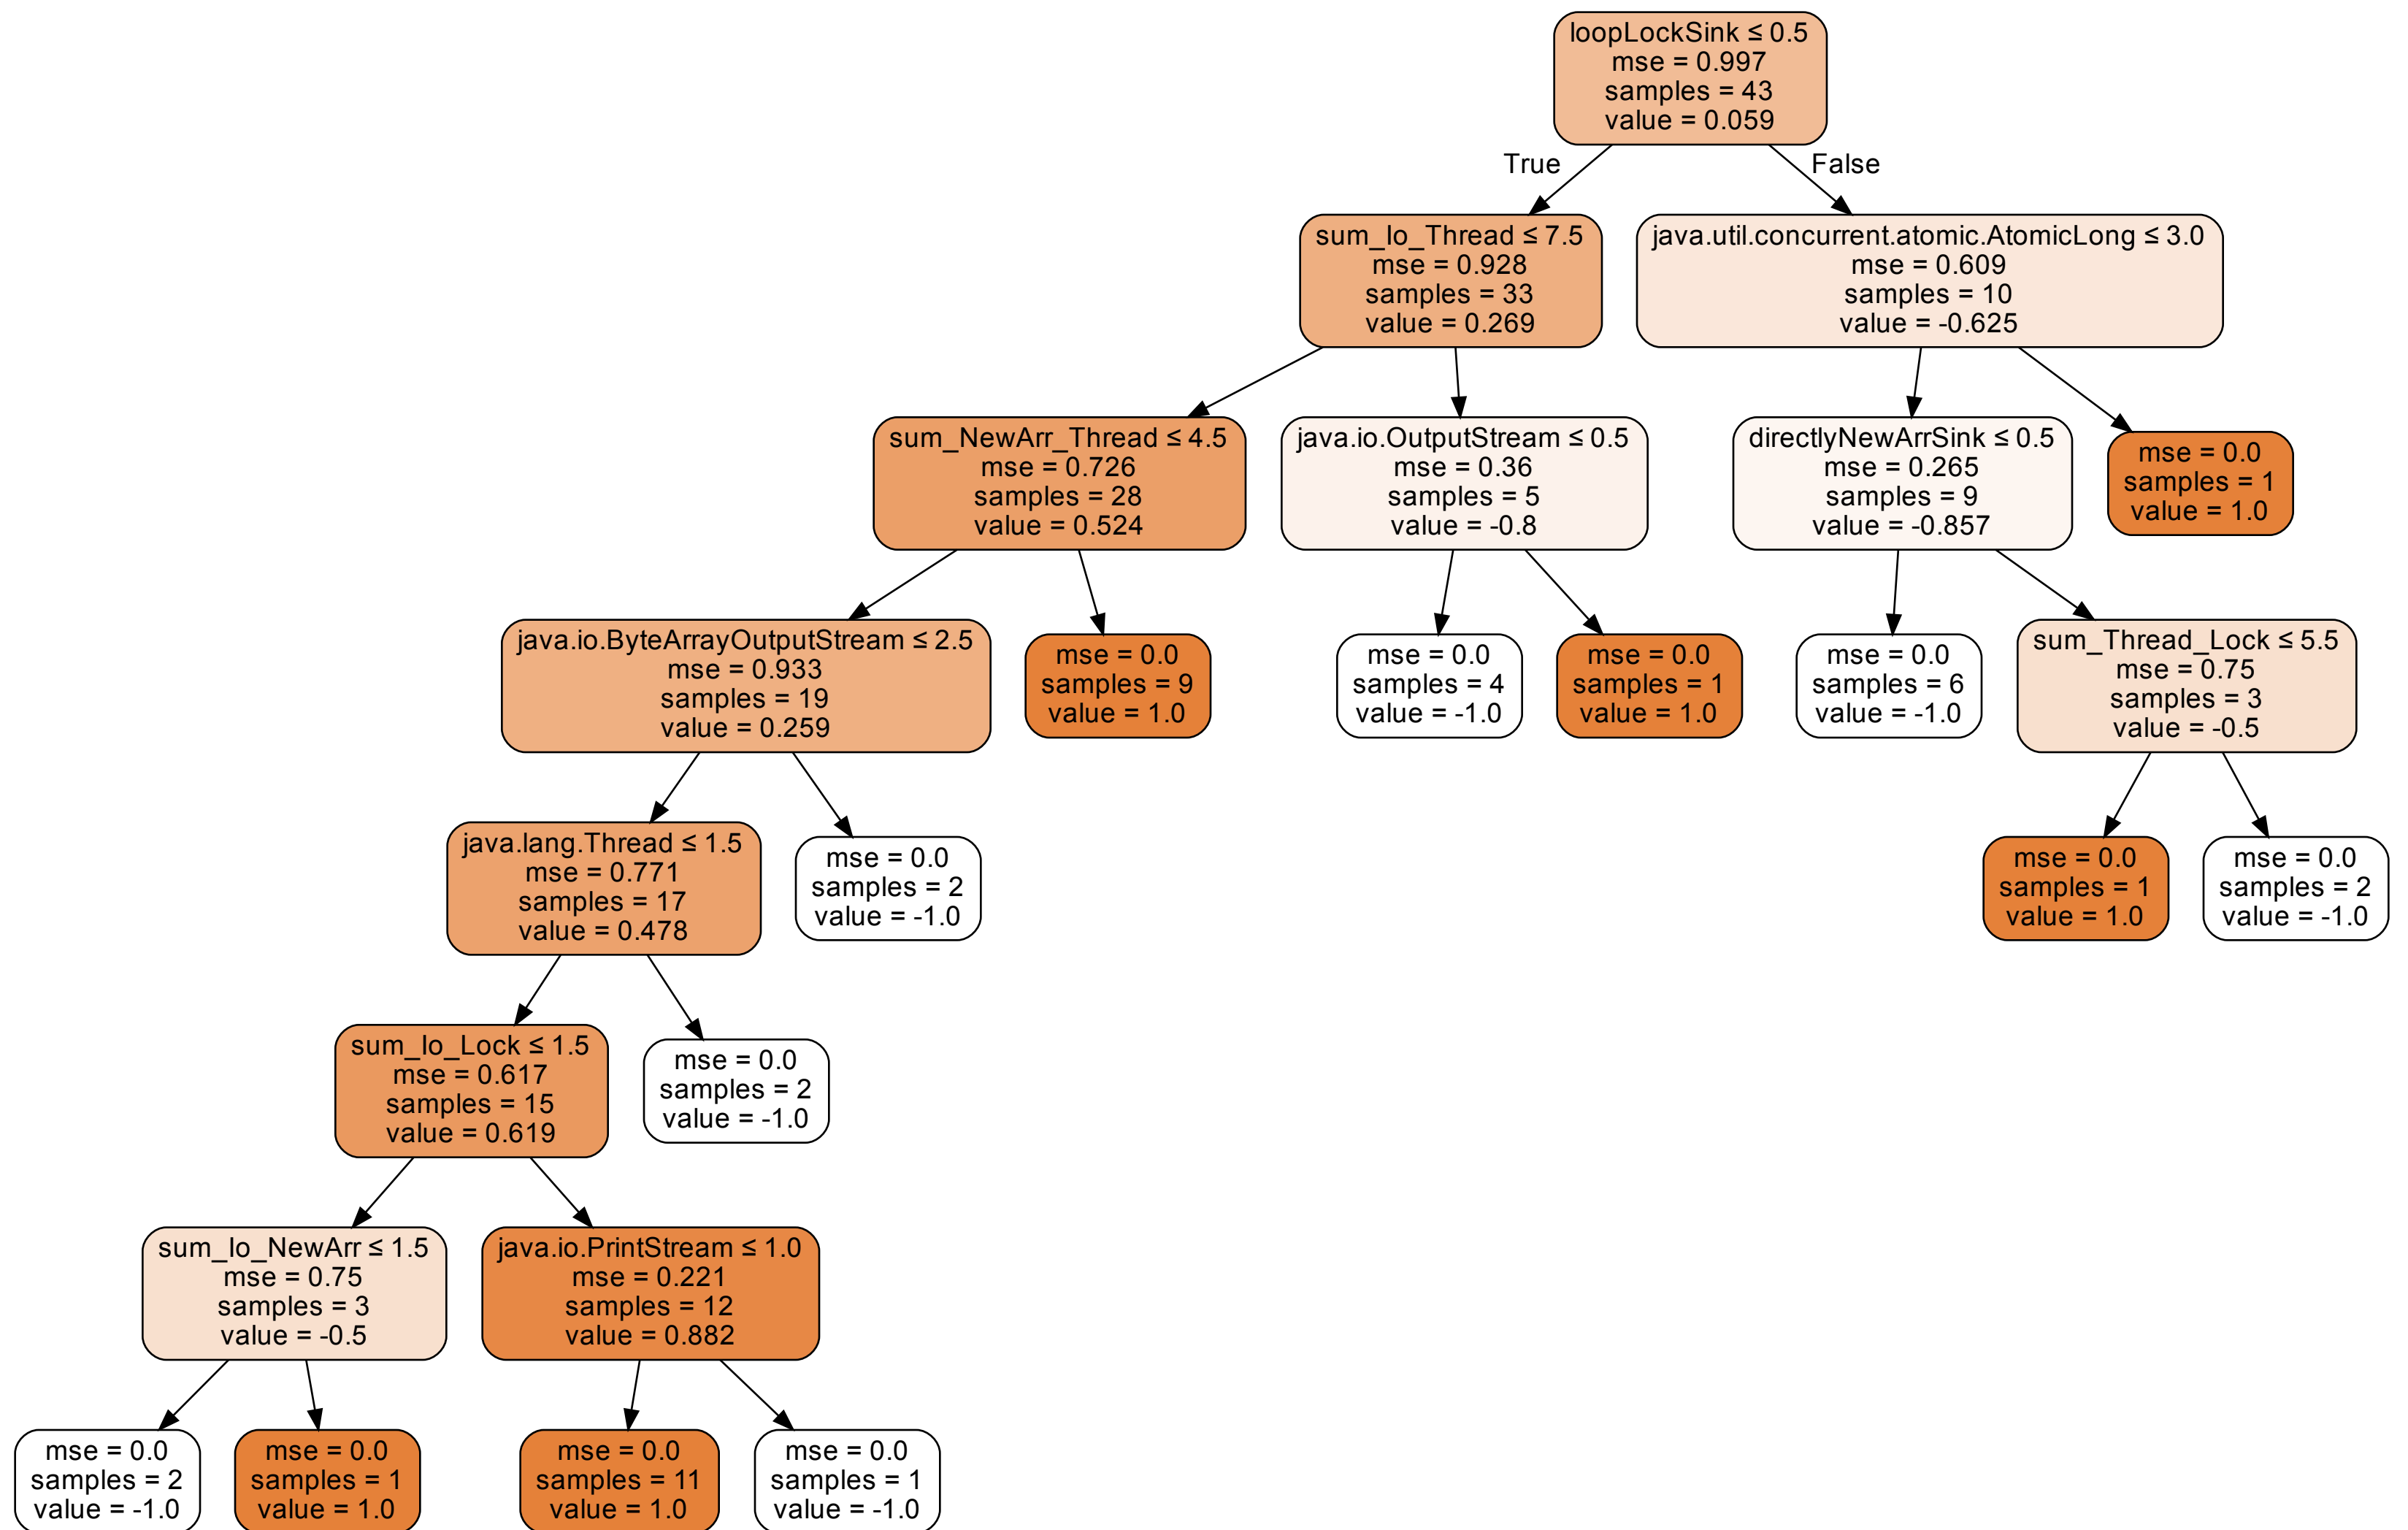 loopLockSink ≤ 0.5
mse = 0.997
samples = 43
value = 0.059
True
False
sum_Io_Thread ≤ 7.5
mse = 0.928
samples = 33
value = 0.269
java.util.concurrent.atomic.AtomicLong ≤ 3.0
mse = 0.609
samples = 10
value = -0.625
sum_NewArr_Thread ≤ 4.5
mse = 0.726
samples = 28
value = 0.524
java.io.OutputStream ≤ 0.5
mse = 0.36
samples = 5
value = -0.8
directlyNewArrSink ≤ 0.5
mse = 0.265
samples = 9
value = -0.857
mse = 0.0
samples = 1
value = 1.0
java.io.ByteArrayOutputStream ≤ 2.5
mse = 0.933
samples = 19
value = 0.259
mse = 0.0
samples = 9
value = 1.0
mse = 0.0
samples = 4
value = -1.0
mse = 0.0
samples = 1
value = 1.0
mse = 0.0
samples = 6
value = -1.0
sum_Thread_Lock ≤ 5.5
mse = 0.75
samples = 3
value = -0.5
java.lang.Thread ≤ 1.5
mse = 0.771
samples = 17
value = 0.478
mse = 0.0
samples = 2
value = -1.0
mse = 0.0
samples = 1
value = 1.0
mse = 0.0
samples = 2
value = -1.0
sum_Io_Lock ≤ 1.5
mse = 0.617
samples = 15
value = 0.619
mse = 0.0
samples = 2
value = -1.0
sum_Io_NewArr ≤ 1.5
mse = 0.75
samples = 3
value = -0.5
java.io.PrintStream ≤ 1.0
mse = 0.221
samples = 12
value = 0.882
mse = 0.0
samples = 2
value = -1.0
mse = 0.0
samples = 1
value = 1.0
mse = 0.0
samples = 11
value = 1.0
mse = 0.0
samples = 1
value = -1.0